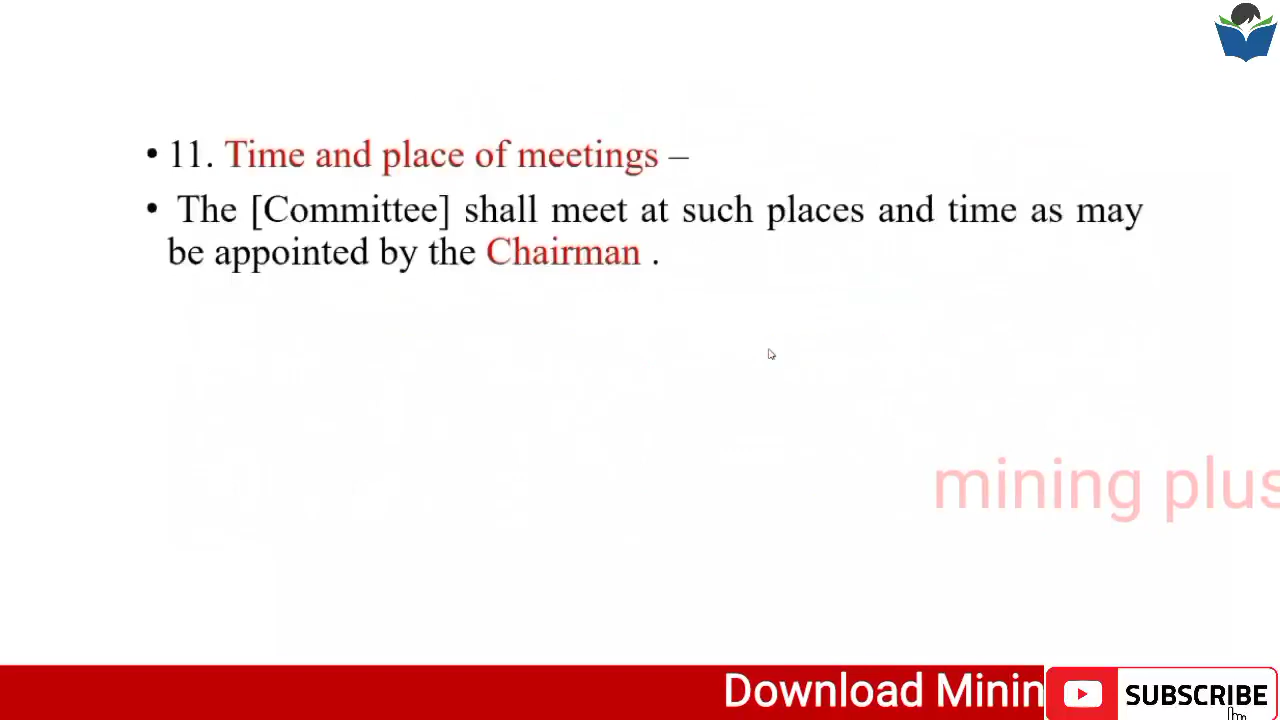 • 11. Time and place of meetings –
• The [Committee] shall meet at such places and time as may
be appointed by the Chairman .
mining plus
Download Minin
SUBSCRIBE